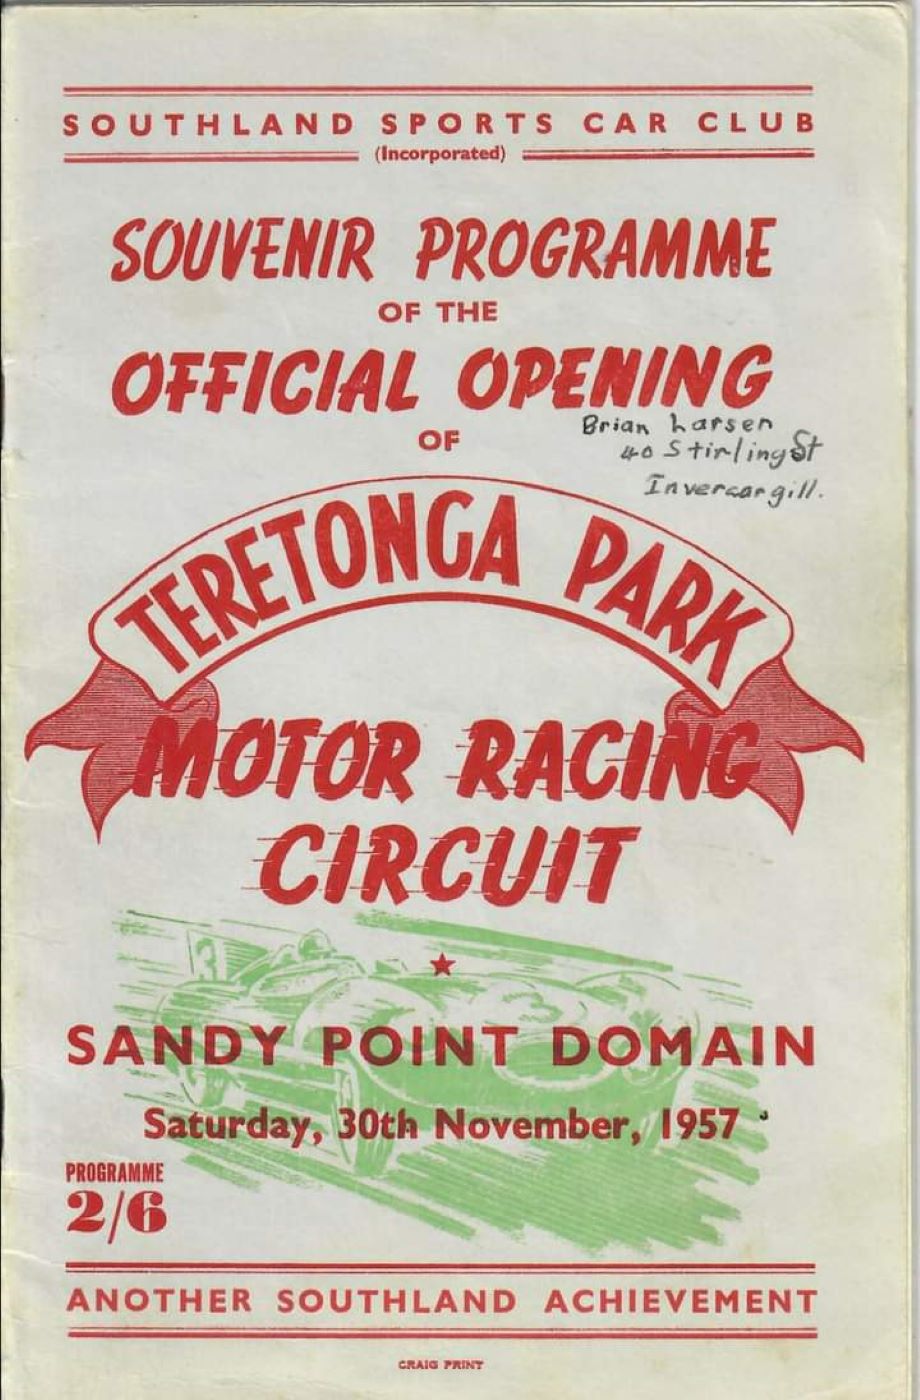 SOUTHLAND SPORTS CAR CLUB
(Incorporated)
SOUVENIR PROGRAMME
OF THE
OFFICIAL OPENING
OF
Brian Larsen
40 Stirling St
Invercargill.
TERETONGA PARK
MOTOR RACING
CIRCUIT
SANDY POINT DOMAIN
Saturday, 30th November, 1957
PROGRAMME
2/6
ANOTHER SOUTHLAND ACHIEVEMENT
CRAIG PRINT